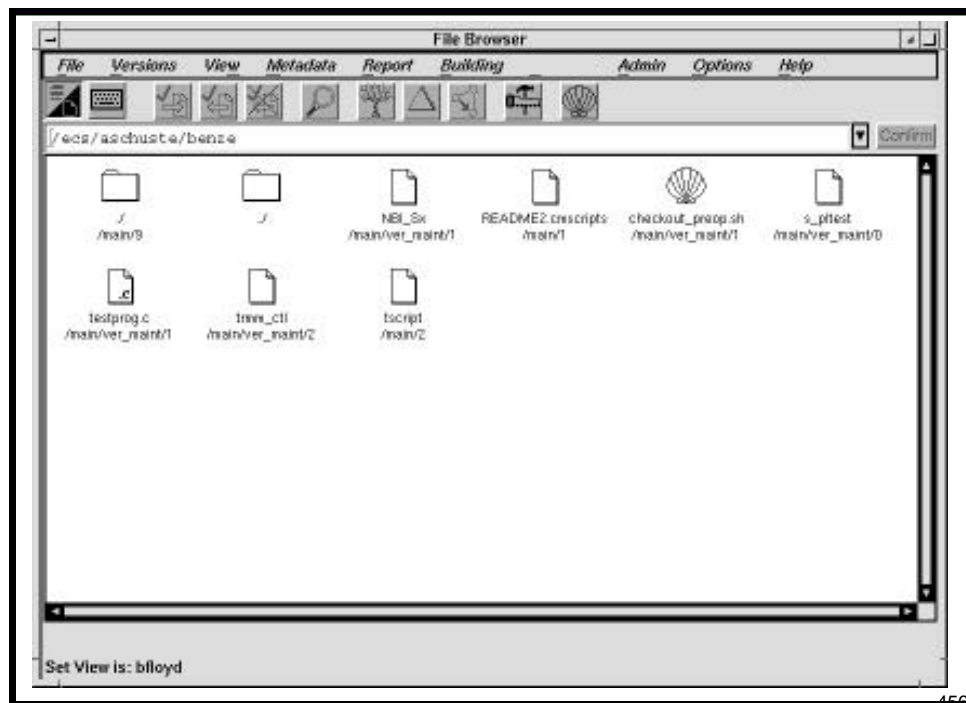 File Browser
File Versions View Metadata Report Building Admin Options Help
/ecs/aschuste/benze Confirm
./ ../ NBI_Sx README2.cmscripts checkout_preop.sh s_pltest
/main/9 /main/ver_maint/1 /main/1 /main/ver_maint/1 /main/ver_maint/0
.c
testprog.c tmm_ctl tscript
/main/ver_maint/1 /main/ver_maint/2 /main/2
Set View is: bfloyd